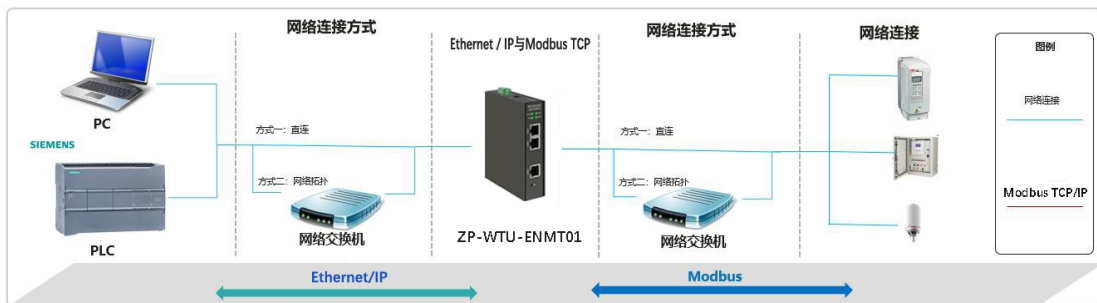 网络连接方式
Ethernet / IP与Modbus TCP
网络连接方式
网络连接
图例
PC
SIEMENS
PLC
方式一：直连
方式二：网络拓扑
网络交换机
ZP-WTU-ENMT01
方式一：直连
方式二：网络拓扑
网络交换机
网络连接
Modbus TCP/IP
Ethernet/IP
Modbus